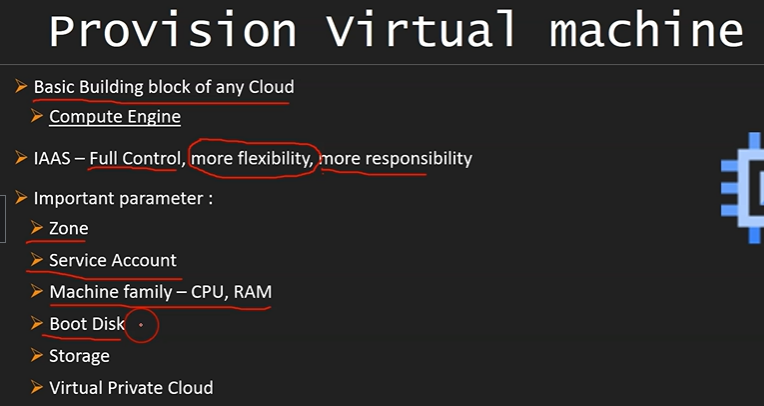 Provision Virtual machine
Basic Building block of any Cloud
Compute Engine
IAAS – Full Control, more flexibility, more responsibility
Important parameter :
Zone
Service Account
Machine family – CPU, RAM
Boot Disk
Storage
Virtual Private Cloud